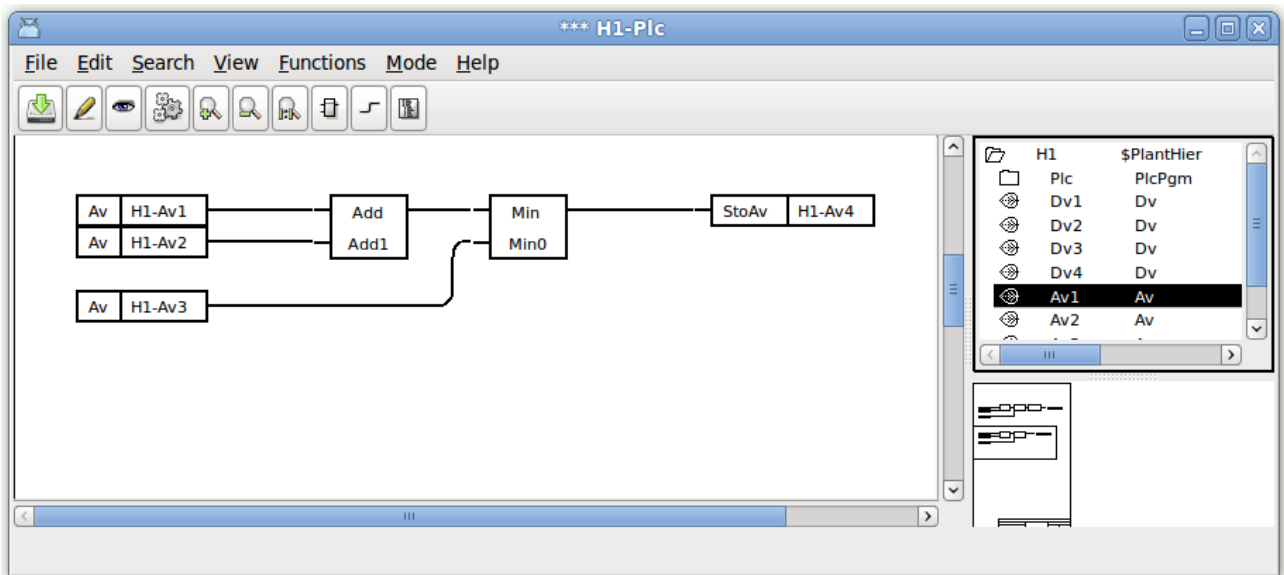 *** H1-Plc
File Edit Search View Functions Mode Help
Av H1-Av1
Add
Add1
Av H1-Av2
Min
Min0
StoAv H1-Av4
Av H1-Av3
H1 $PlantHier
Plc PlcPgm
Dv1 Dv
Dv2 Dv
Dv3 Dv
Dv4 Dv
Av1 Av
Av2 Av